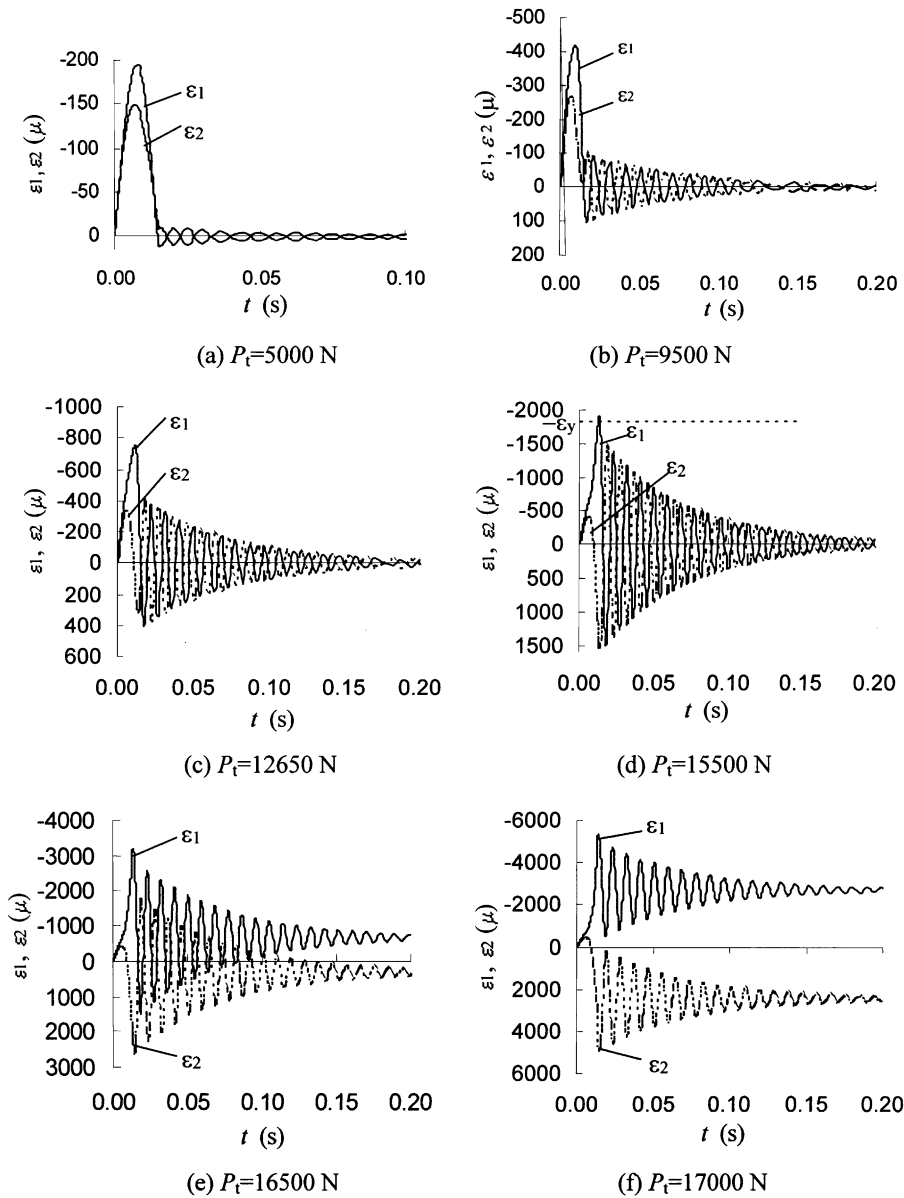 -200
-150
-100
-50
0
ε1, ε2 (μ)
ε1
ε2
0.00 0.05 0.10
t (s)
(a) Pt=5000 N
-500
-400
-300
-200
-100
0
100
200
ε1, ε2 (μ)
ε1
ε2
0.00 0.05 0.10 0.15 0.20
t (s)
(b) Pt=9500 N
-1000
-800
-600
-400
-200
0
200
400
600
ε1, ε2 (μ)
ε1
ε2
0.00 0.05 0.10 0.15 0.20
t (s)
(c) Pt=12650 N
-2000
-εy
-1500
-1000
-500
0
500
1000
1500
ε1, ε2 (μ)
ε1
ε2
0.00 0.05 0.10 0.15 0.20
t (s)
(d) Pt=15500 N
-4000
-3000
-2000
-1000
0
1000
2000
3000
ε1, ε2 (μ)
ε1
ε2
0.00 0.05 0.10 0.15 0.20
t (s)
(e) Pt=16500 N
-6000
-4000
-2000
0
2000
4000
6000
ε1, ε2 (μ)
ε1
ε2
0.00 0.05 0.10 0.15 0.20
t (s)
(f) Pt=17000 N